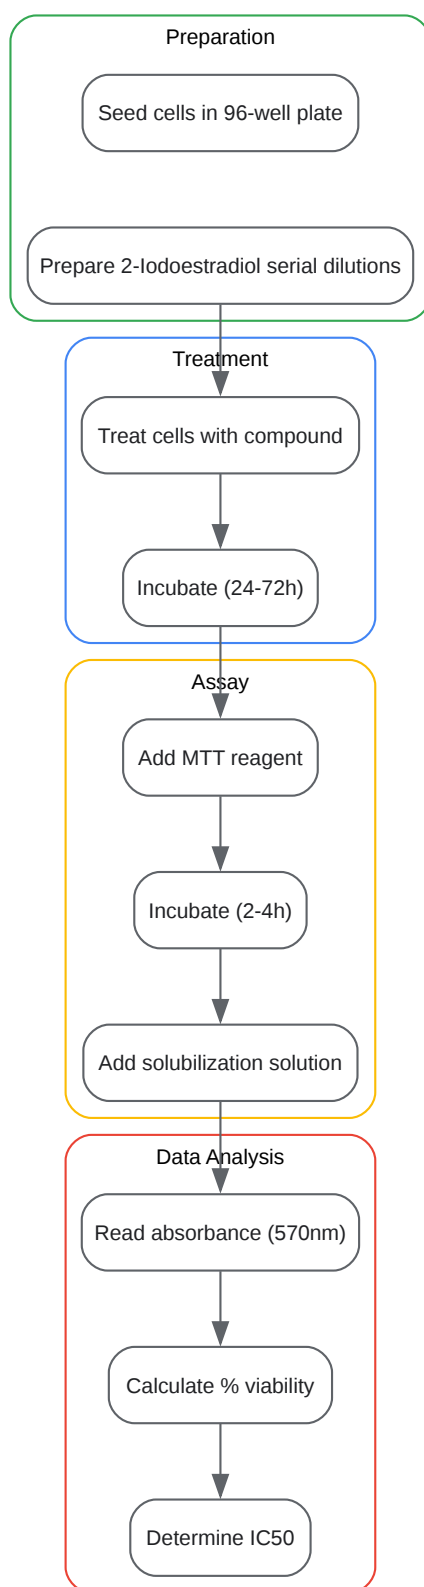 Preparation
Seed cells in 96-well plate
Prepare 2-Iodoestradiol serial dilutions
Treatment
Treat cells with compound
Incubate (24-72h)
Assay
Add MTT reagent
Incubate (2-4h)
Add solubilization solution
Data Analysis
Read absorbance (570nm)
Calculate % viability
Determine IC50